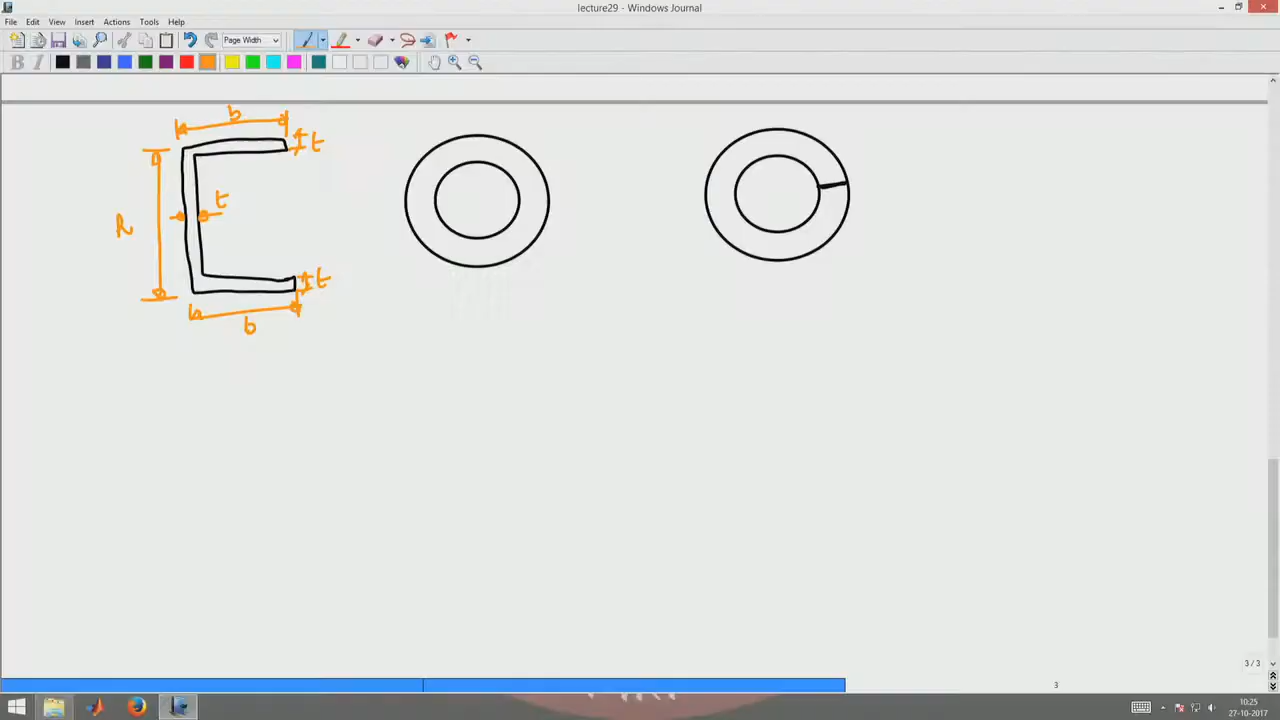 lecture29 - Windows Journal
File Edit View Insert Actions Tools Help
Page Width
B I
b
t
t
h
t
b
3 / 3
3
10:25
27-10-2017